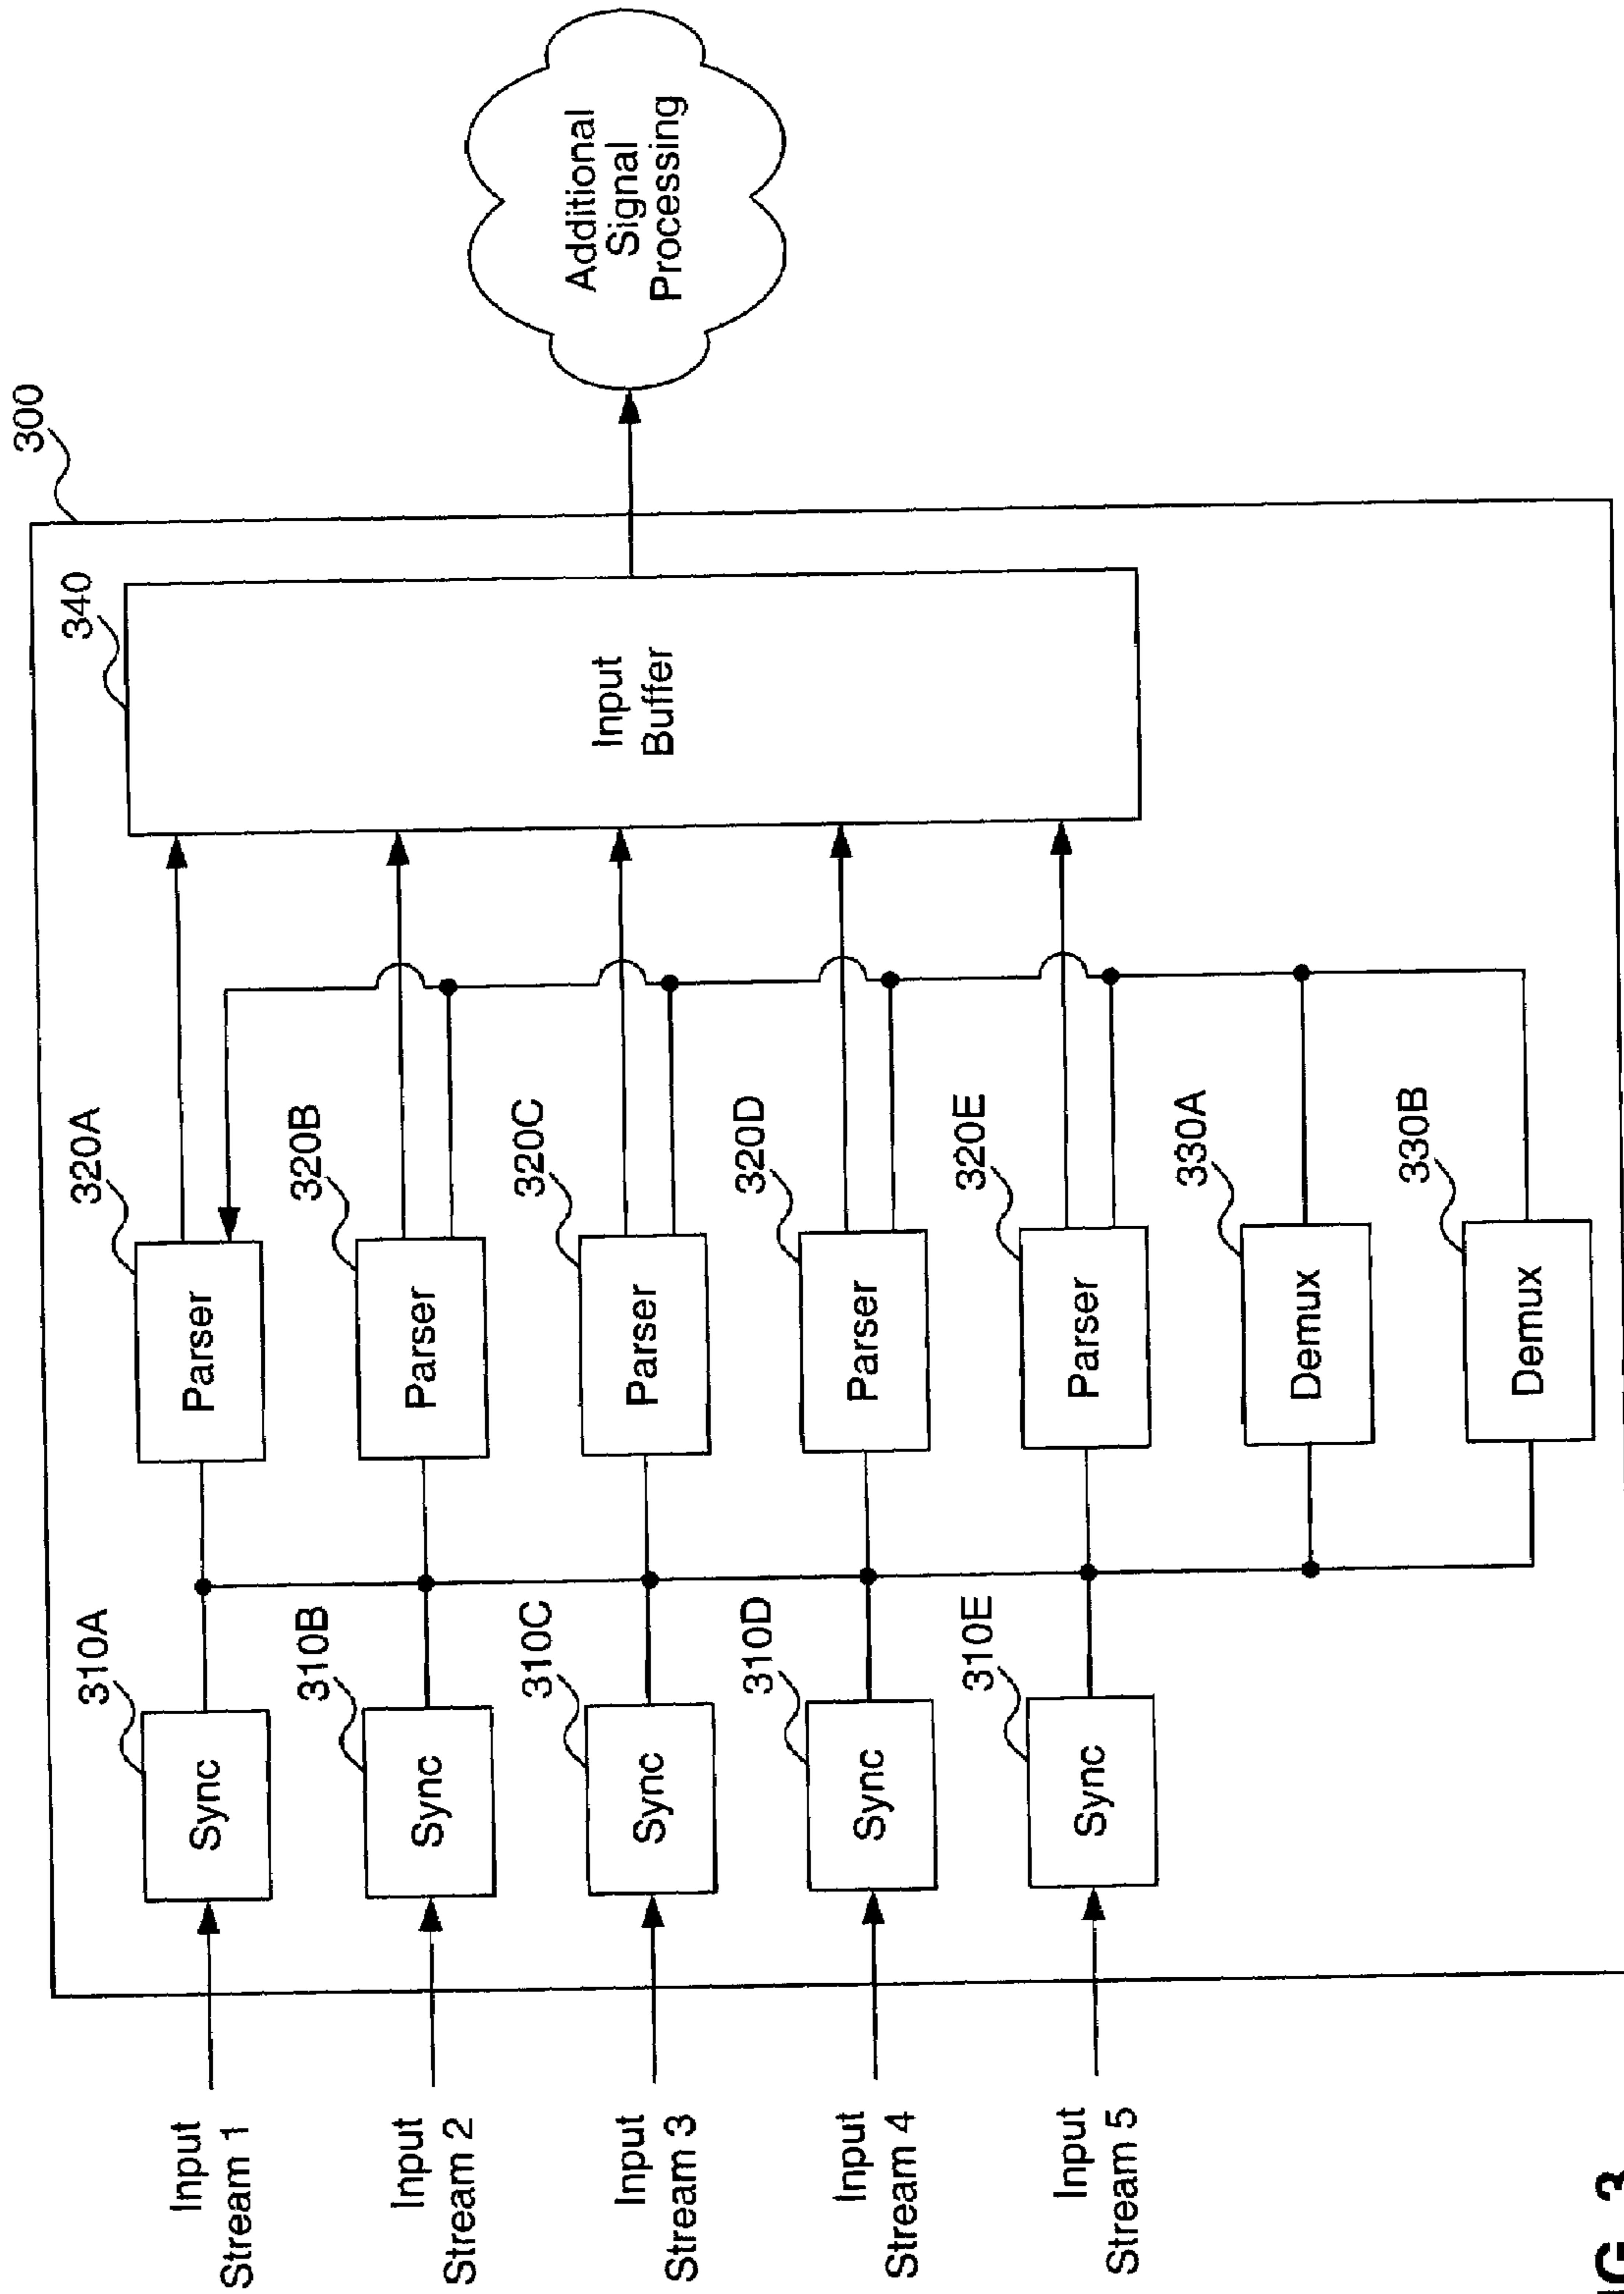 300
340
320A
320B
320C
320D
320E
330A
330B
310A
310B
310C
310D
310E
Input
Stream 1
Input
Stream 2
Input
Stream 3
Input
Stream 4
Input
Stream 5
Sync
Sync
Sync
Sync
Sync
Parser
Parser
Parser
Parser
Parser
Demux
Demux
Input
Buffer
Additional
Signal
Processing